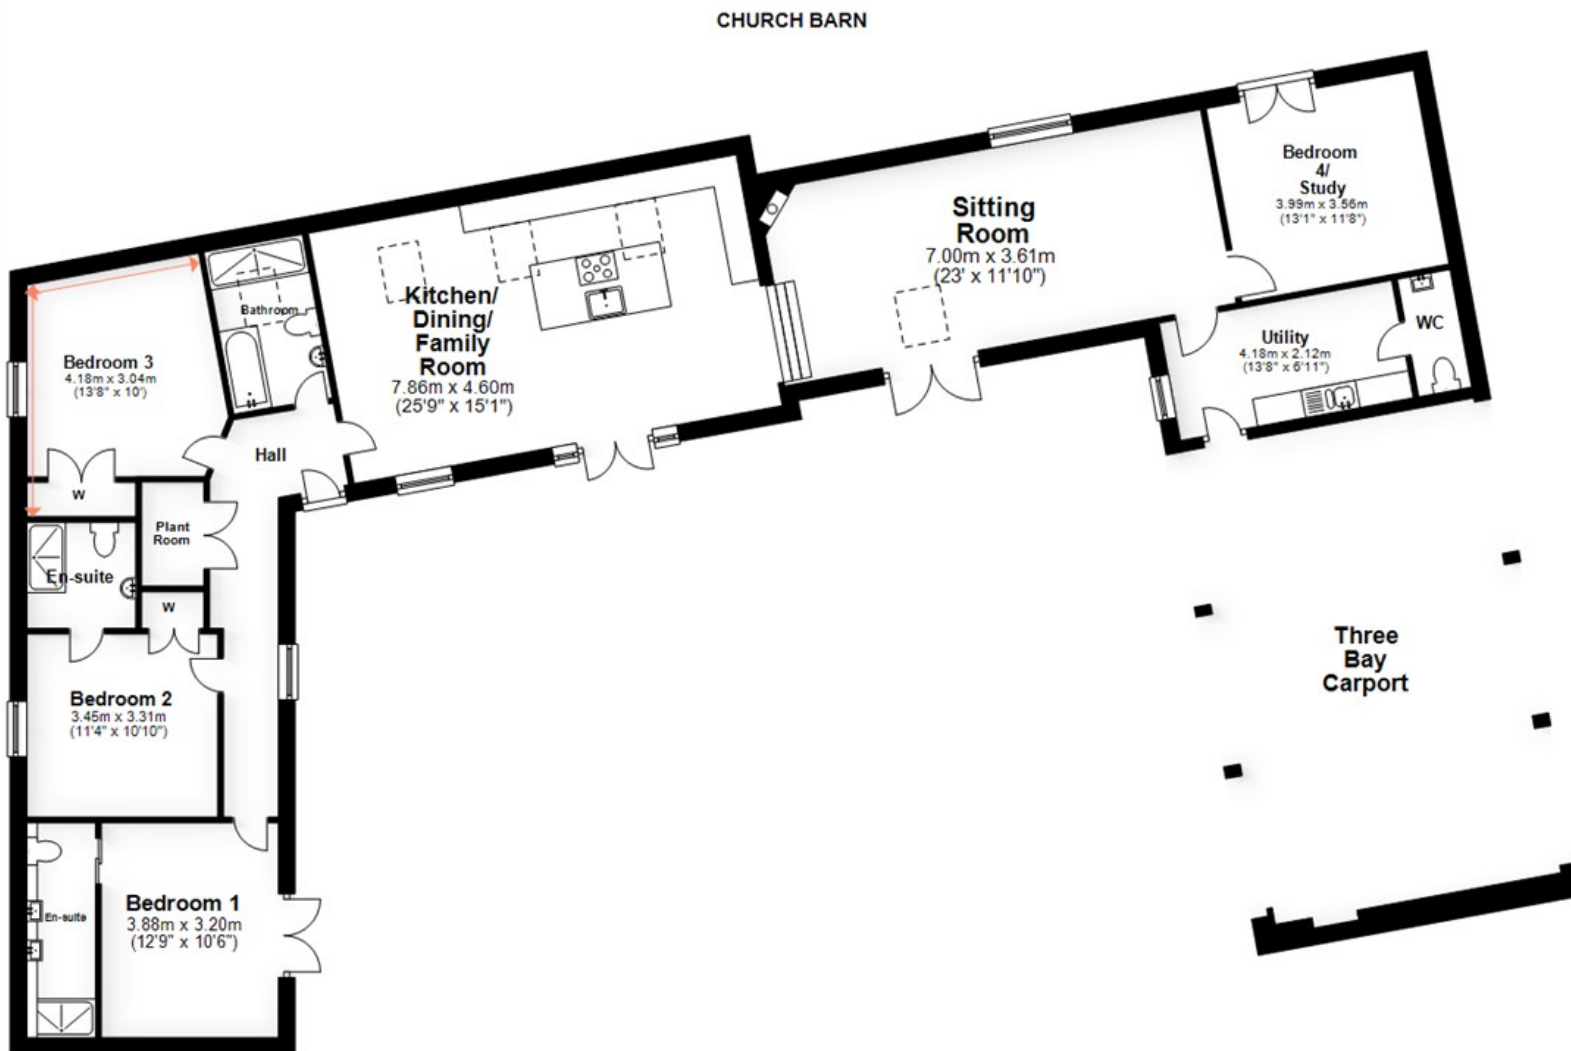 CHURCH BARN
Bedroom
4/
Study
3.99m x 3.56m
(13'1" x 11'8")
Sitting
Room
7.00m x 3.61m
(23' x 11'10")
Kitchen/
Dining/
Family
Room
7.86m x 4.60m
(25'9" x 15'1")
Bathroom
Bedroom 3
4.18m x 3.04m
(13'8" x 10')
Utility
4.18m x 2.12m
(13'8" x 6'11")
WC
Hall
W
Plant
Room
En-suite
W
Bedroom 2
3.45m x 3.31m
(11'4" x 10'10")
Three
Bay
Carport
Bedroom 1
3.88m x 3.20m
(12'9" x 10'6")
En-suite